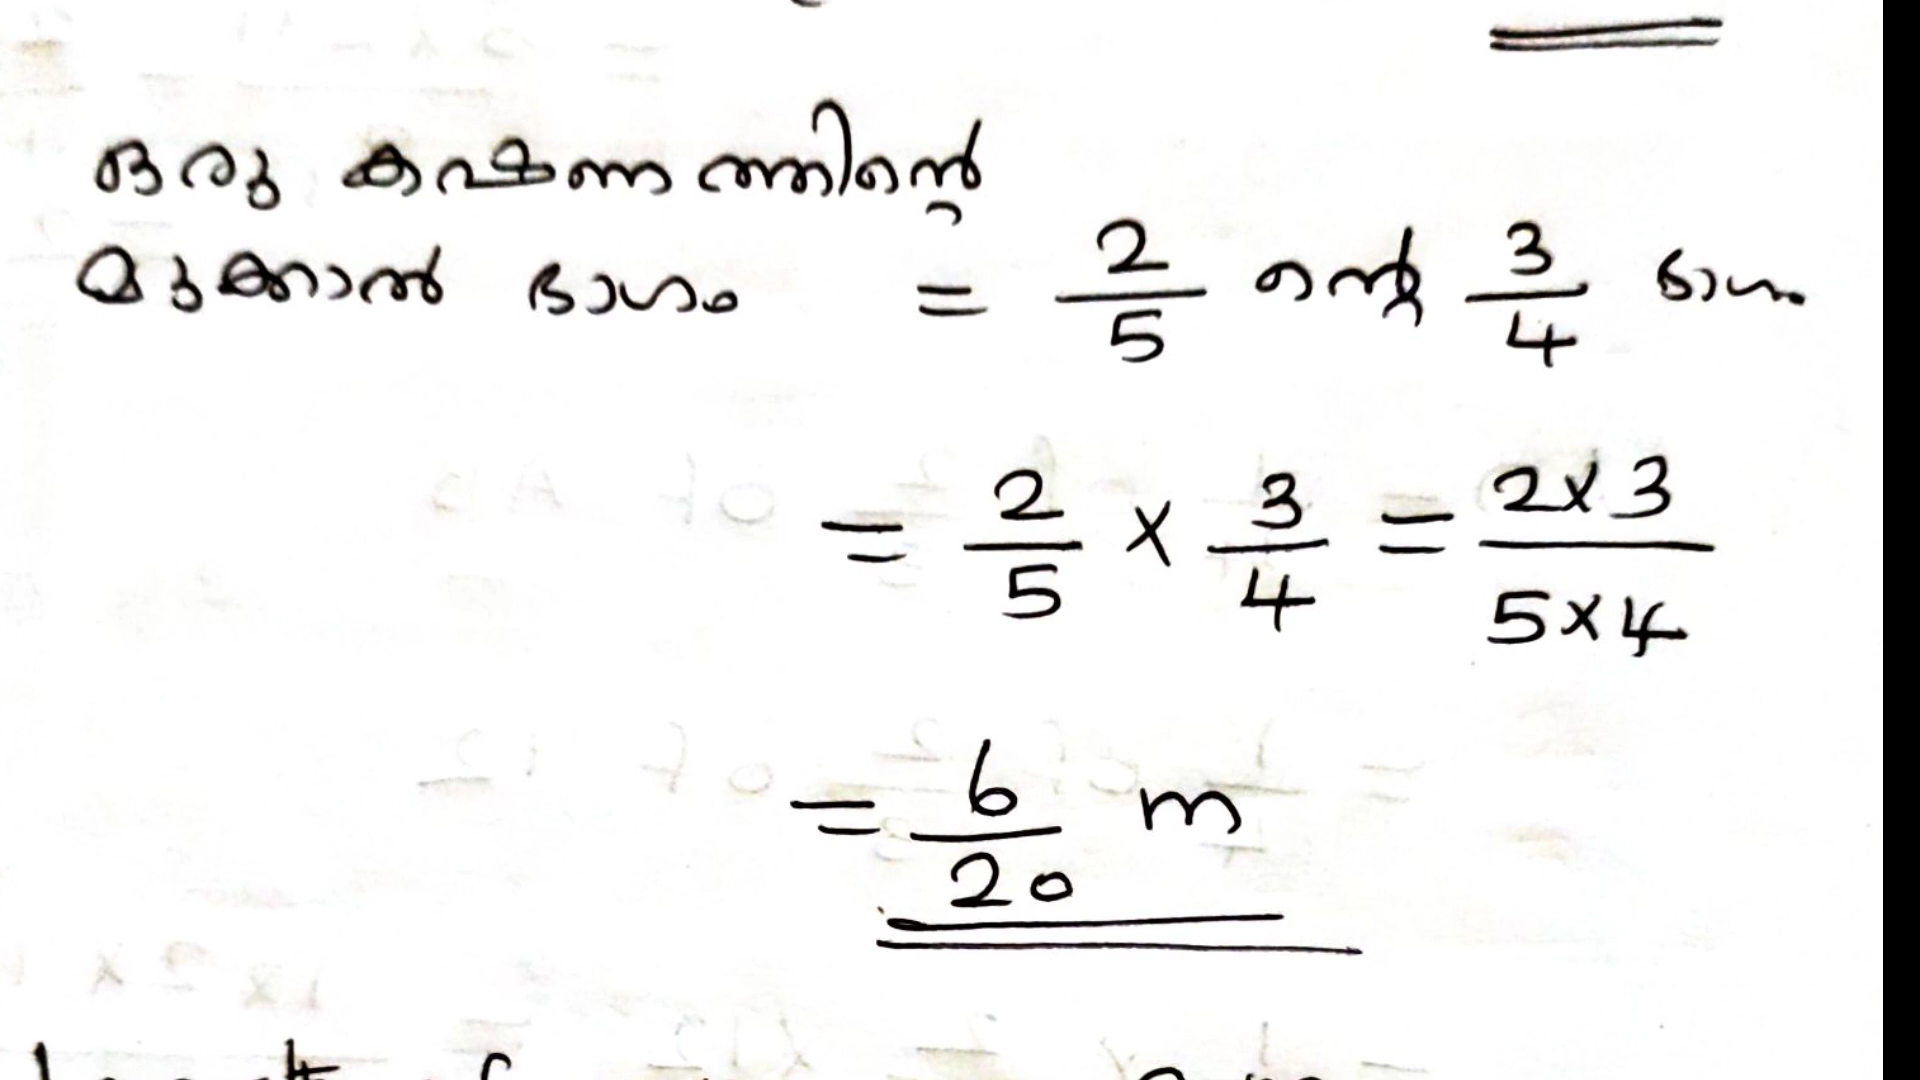 ഒരു കഷണത്തിന്റെ
മുക്കാൽ ഭാഗം = 2/5 ന്റെ 3/4 ഭാഗം
= 2/5 × 3/4 = 2×3/5×4
= 6/20 m